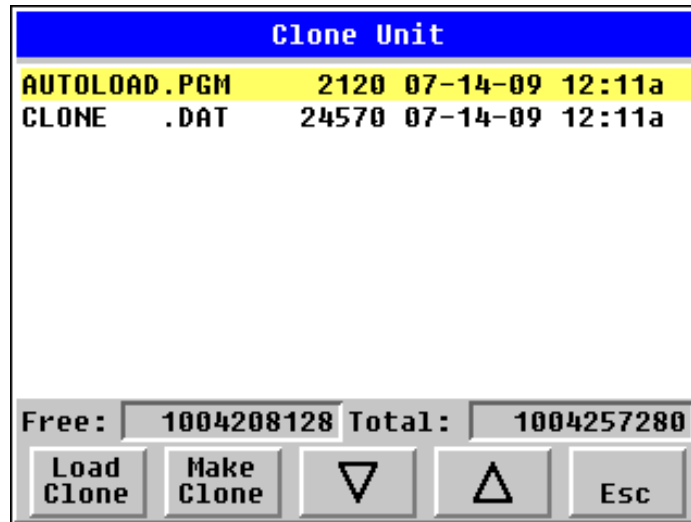 Clone Unit
AUTOLOAD.PGM 2120 07-14-09 12:11a
CLONE .DAT 24570 07-14-09 12:11a
Free: 1004208128 Total: 1004257280
Load Clone
Make Clone
Esc